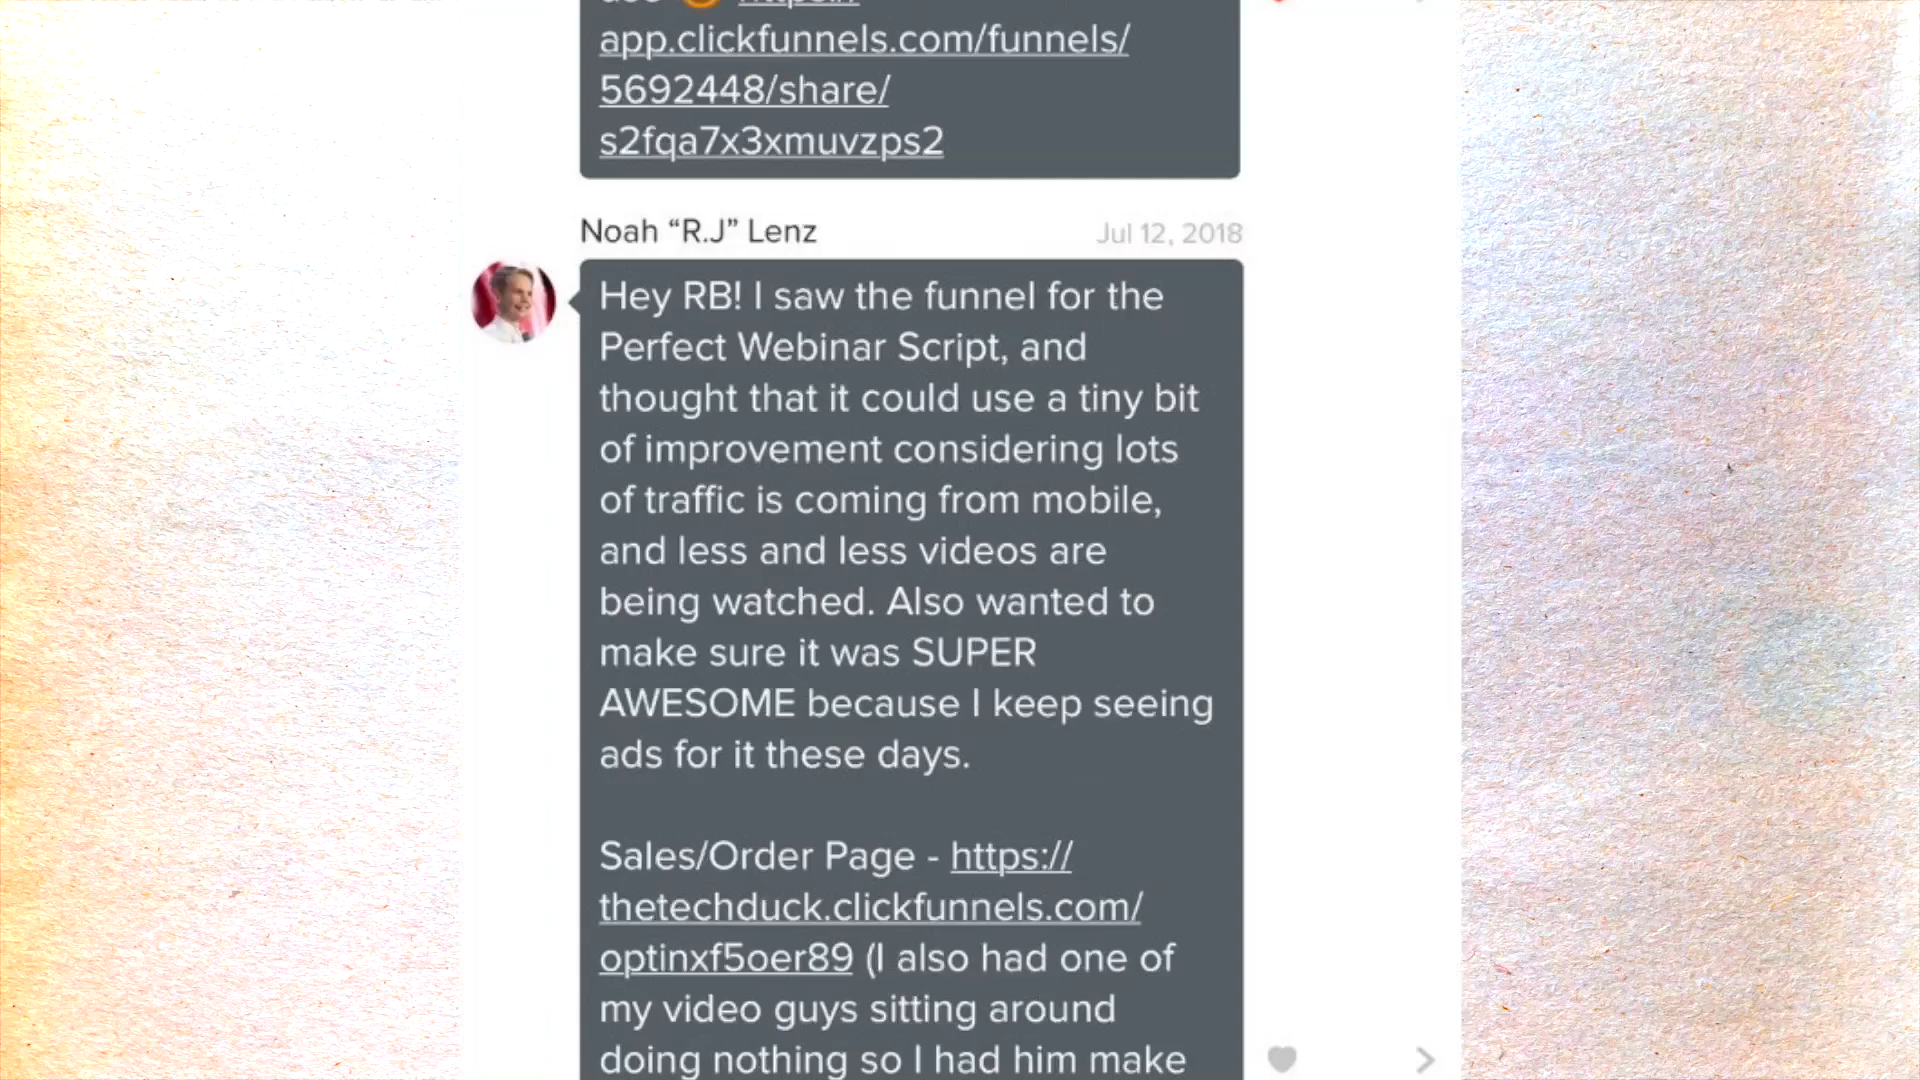 app.clickfunnels.com/funnels/
5692448/share/
s2fqa7x3xmuvzps2
Noah “R.J” Lenz
Jul 12, 2018
Hey RB! I saw the funnel for the
Perfect Webinar Script, and
thought that it could use a tiny bit
of improvement considering lots
of traffic is coming from mobile,
and less and less videos are
being watched. Also wanted to
make sure it was SUPER
AWESOME because I keep seeing
ads for it these days.
Sales/Order Page - https://
thetechduck.clickfunnels.com/
optinxf5oer89 (I also had one of
my video guys sitting around
doing nothing so I had him make